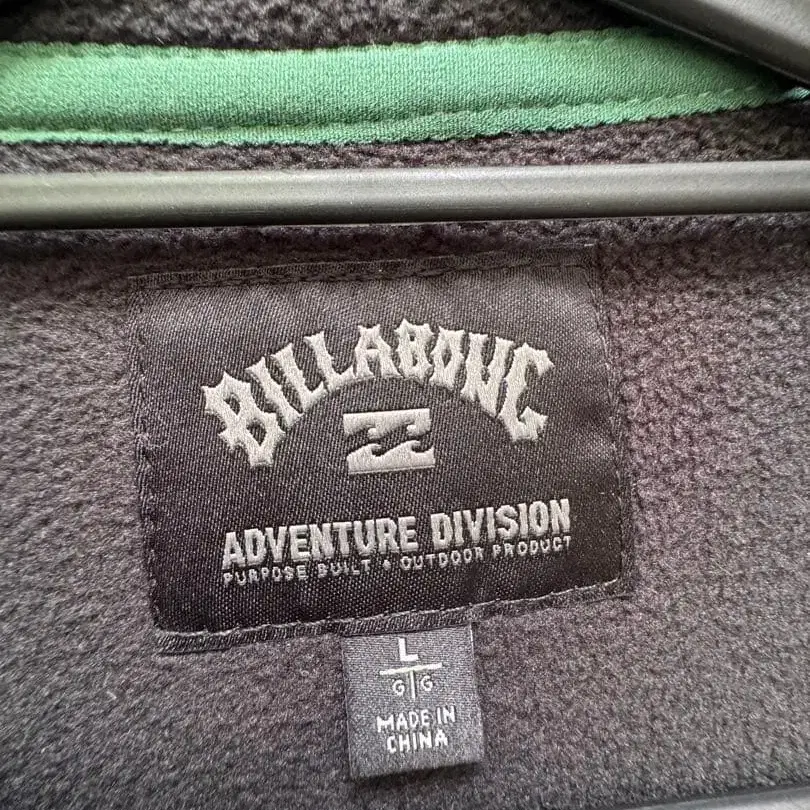 BILLABONG
ADVENTURE DIVISION
PURPOSE BUILT • OUTDOOR PRODUCT
L
G G
MADE IN
CHINA